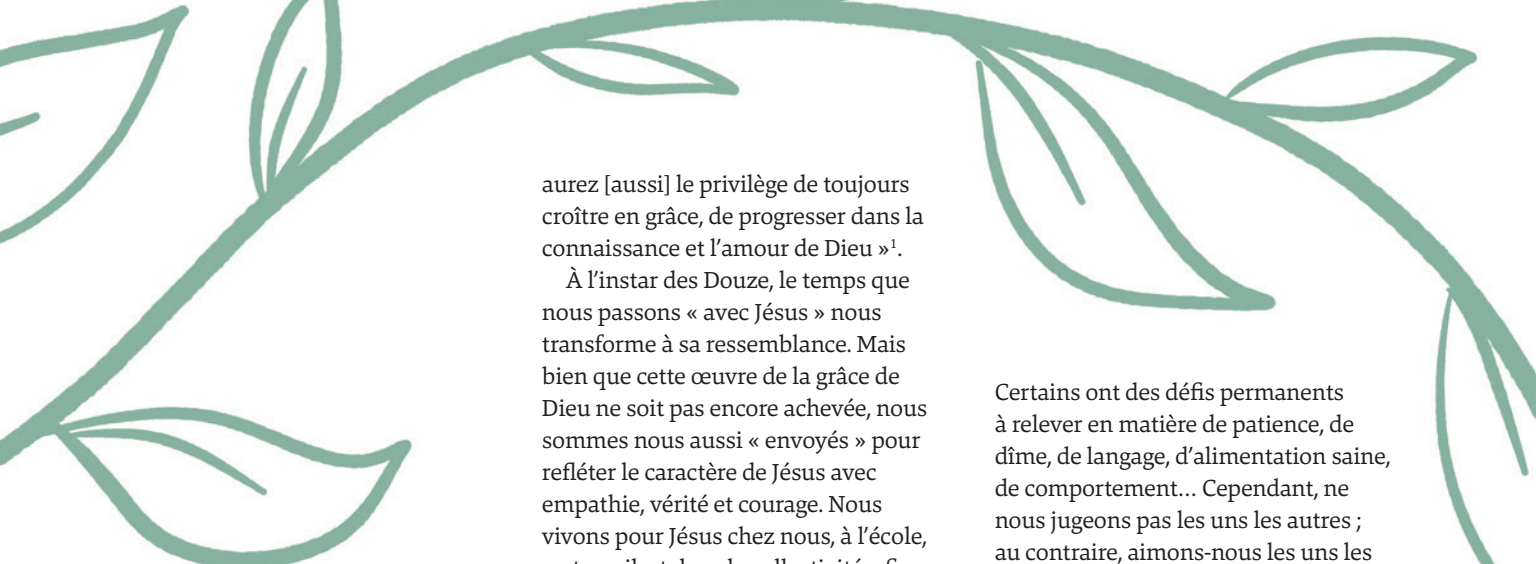 aurez [aussi] le privilège de toujours
croître en grâce, de progresser dans la
connaissance et l’amour de Dieu »¹.
À l’instar des Douze, le temps que
nous passons « avec Jésus » nous
transforme à sa ressemblance. Mais
bien que cette œuvre de la grâce de
Dieu ne soit pas encore achevée, nous
sommes nous aussi « envoyés » pour
refléter le caractère de Jésus avec
empathie, vérité et courage. Nous
vivons pour Jésus chez nous, à l’école,
Certains ont des défis permanents
à relever en matière de patience, de
dîme, de langage, d’alimentation saine,
de comportement… Cependant, ne
nous jugeons pas les uns les autres ;
au contraire, aimons-nous les uns les